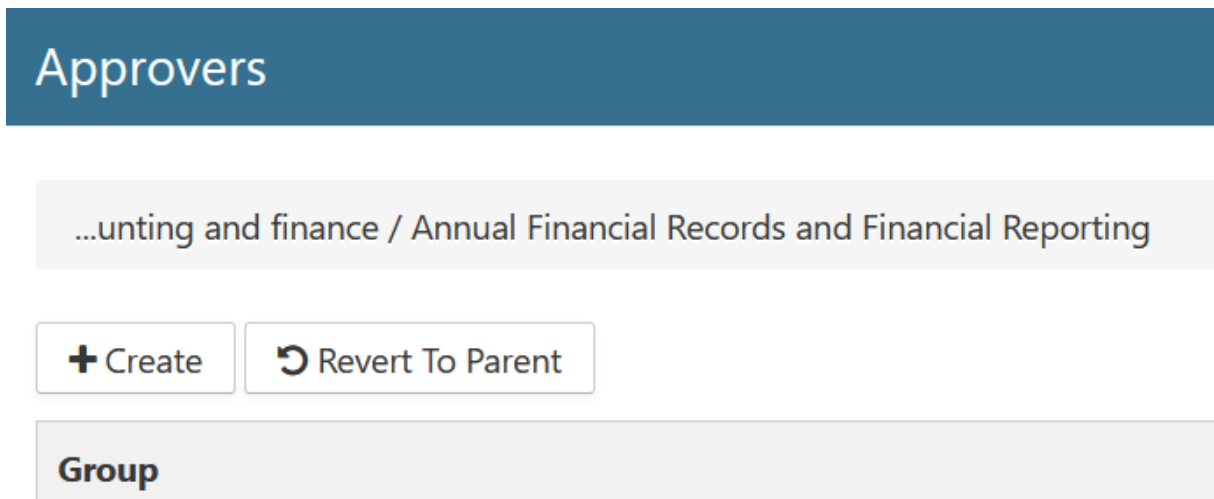 Approvers
...unting and finance / Annual Financial Records and Financial Reporting
Create Revert To Parent
Group